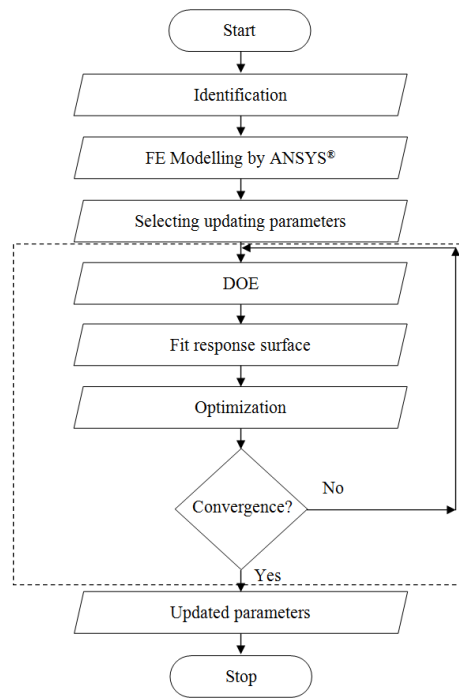 Start
Identification
FE Modelling by ANSYS®
Selecting updating parameters
DOE
Fit response surface
Optimization
Convergence?
No
Yes
Updated parameters
Stop